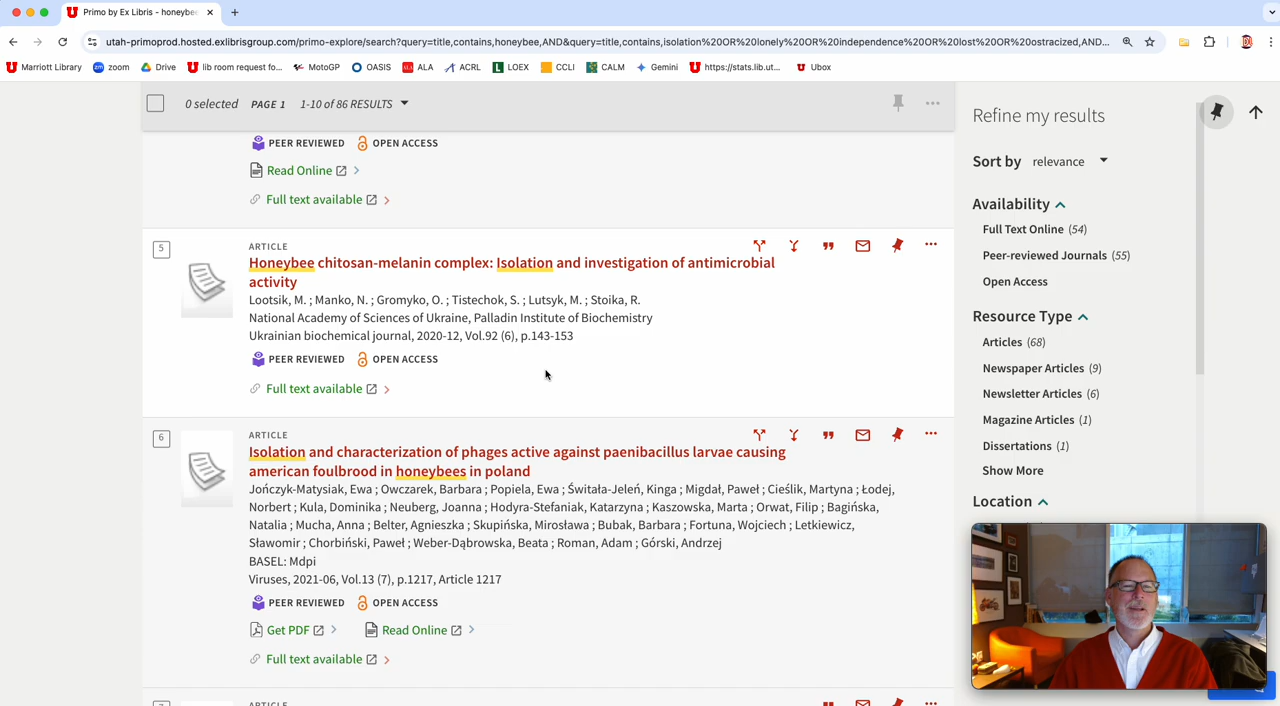 Primo by Ex Libris - honeybee
utah-primoprod.hosted.exlibrisgroup.com/primo-explore/search?query=title,contains,honeybee,AND&query=title,contains,isolation%20OR%20lonely%20OR%20independence%20OR%20lost%20OR%20ostracized,AND...
Marriott Library zoom Drive lib room request fo... MotoGP OASIS ALA ACRL LOEX CCLI CALM Gemini https://stats.lib.ut... Ubox
0 selected PAGE 1 1-10 of 86 RESULTS
PEER REVIEWED OPEN ACCESS
Read Online
Full text available
5
ARTICLE
Honeybee chitosan-melanin complex: Isolation and investigation of antimicrobial
activity
Lootsik, M. ; Manko, N. ; Gromyko, O. ; Tistechok, S. ; Lutsyk, M. ; Stoika, R.
National Academy of Sciences of Ukraine, Palladin Institute of Biochemistry
Ukrainian biochemical journal, 2020-12, Vol.92 (6), p.143-153
PEER REVIEWED OPEN ACCESS
Full text available
6
ARTICLE
Isolation and characterization of phages active against paenibacillus larvae causing
american foulbrood in honeybees in poland
Jończyk-Matysiak, Ewa ; Owczarek, Barbara ; Popiela, Ewa ; Świtała-Jeleń, Kinga ; Migdał, Paweł ; Cieślik, Martyna ; Łodej,
Norbert ; Kula, Dominika ; Neuberg, Joanna ; Hodyra-Stefaniak, Katarzyna ; Kaszowska, Marta ; Orwat, Filip ; Bagińska,
Natalia ; Mucha, Anna ; Belter, Agnieszka ; Skupińska, Mirosława ; Bubak, Barbara ; Fortuna, Wojciech ; Letkiewicz,
Sławomir ; Chorbiński, Paweł ; Weber-Dąbrowska, Beata ; Roman, Adam ; Górski, Andrzej
BASEL: Mdpi
Viruses, 2021-06, Vol.13 (7), p.1217, Article 1217
PEER REVIEWED OPEN ACCESS
Get PDF Read Online
Full text available
ARTICLE
Refine my results
Sort by relevance
Availability
Full Text Online (54)
Peer-reviewed Journals (55)
Open Access
Resource Type
Articles (68)
Newspaper Articles (9)
Newsletter Articles (6)
Magazine Articles (1)
Dissertations (1)
Show More
Location